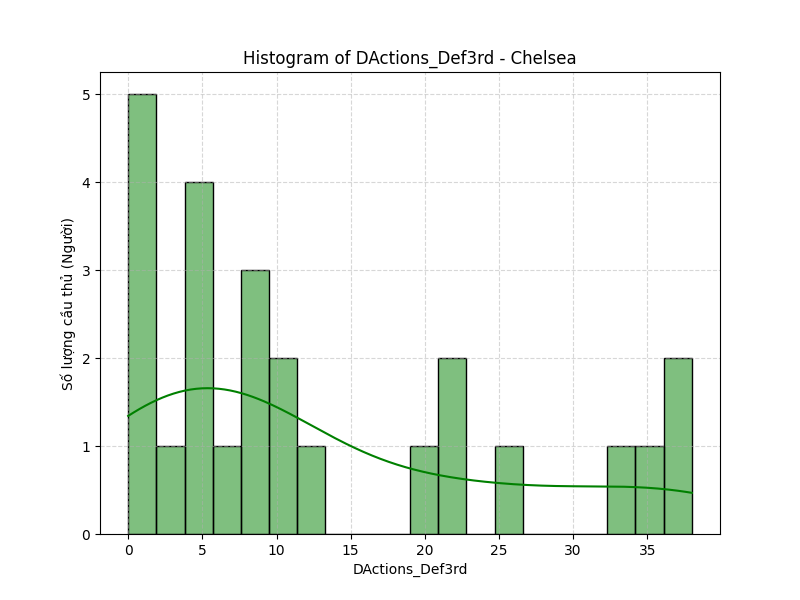 Histogram of DActions_Def3rd - Chelsea
Số lượng cầu thủ (Người)
5
4
3
2
1
0
0 5 10 15 20 25 30 35
DActions_Def3rd